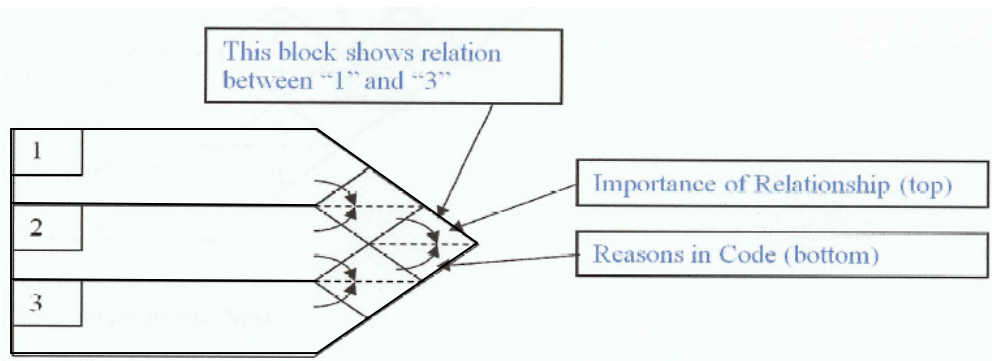 This block shows relation
between “1” and “3”
1
Importance of Relationship (top)
2
Reasons in Code (bottom)
3